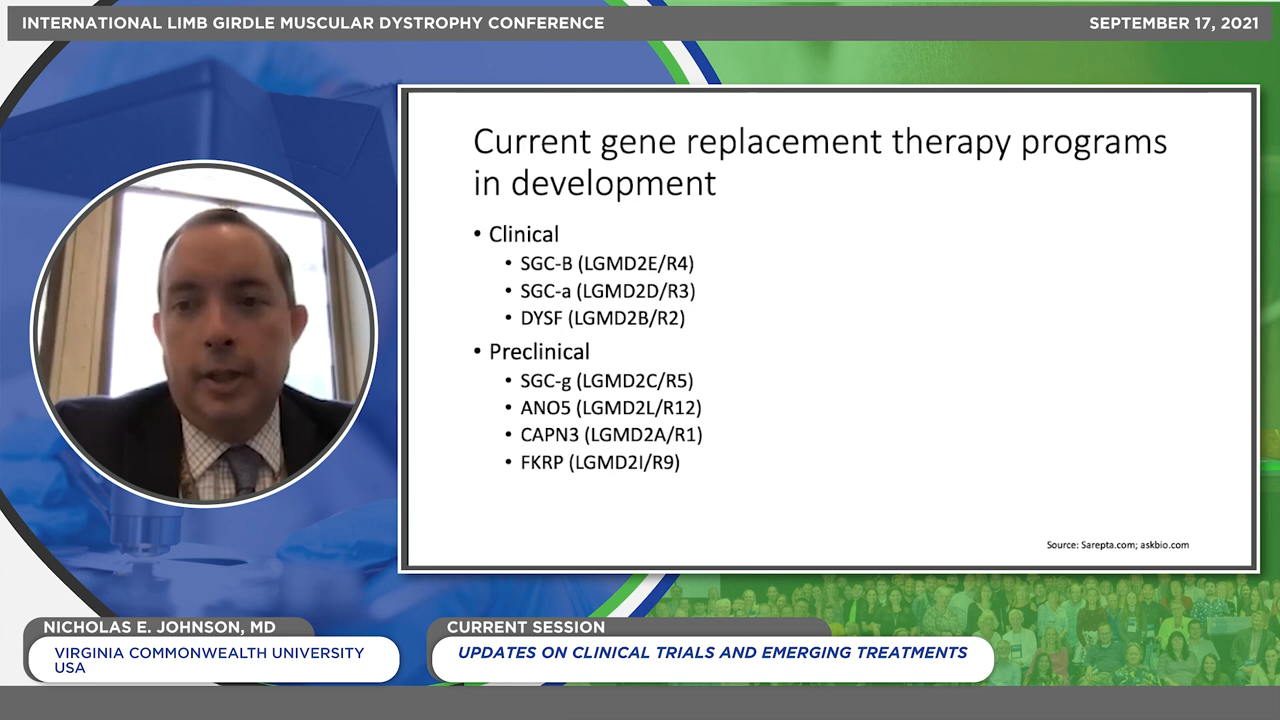 INTERNATIONAL LIMB GIRDLE MUSCULAR DYSTROPHY CONFERENCE
SEPTEMBER 17, 2021
Current gene replacement therapy programs
in development
• Clinical
• SGC-B (LGMD2E/R4)
• SGC-a (LGMD2D/R3)
• DYSF (LGMD2B/R2)
• Preclinical
• SGC-g (LGMD2C/R5)
• ANO5 (LGMD2L/R12)
• CAPN3 (LGMD2A/R1)
• FKRP (LGMD2I/R9)
Source: Sarepta.com; askbio.com
NICHOLAS E. JOHNSON, MD
VIRGINIA COMMONWEALTH UNIVERSITY
USA
CURRENT SESSION
UPDATES ON CLINICAL TRIALS AND EMERGING TREATMENTS